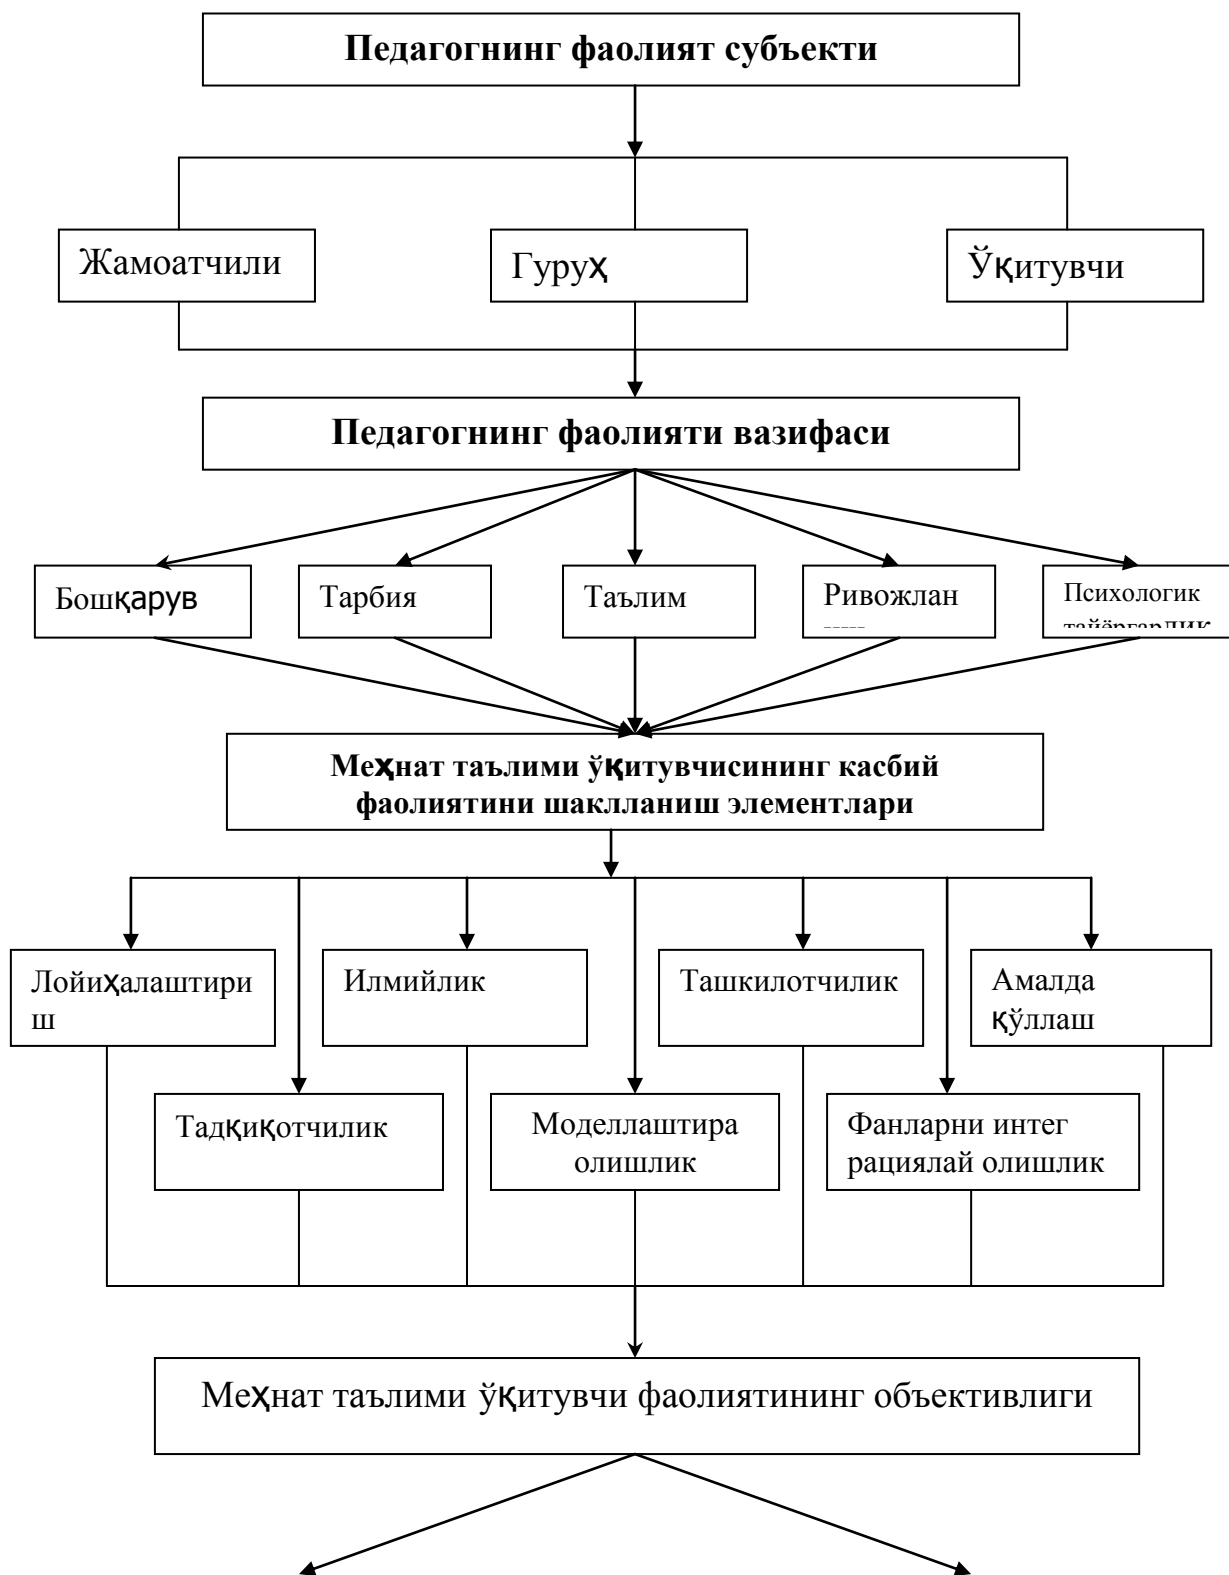 Педагогнинг фаолият субъекти
Жамоатчили
Гуруҳ
Ўқитувчи
Педагогнинг фаолияти вазифаси
Бошқарув
Тарбия
Таълим
Ривожлан
Психологик
Меҳнат таълими ўқитувчисининг касбий
фаолиятини шаклланиш элементлари
Лойиҳалаштири
ш
Илмийлик
Ташкилотчилик
Амалда
қўллаш
Тадқиқотчилик
Моделлаштира
олишлик
Фанларни интег
рациялай олишлик
Меҳнат таълими ўқитувчи фаолиятининг объективлиги